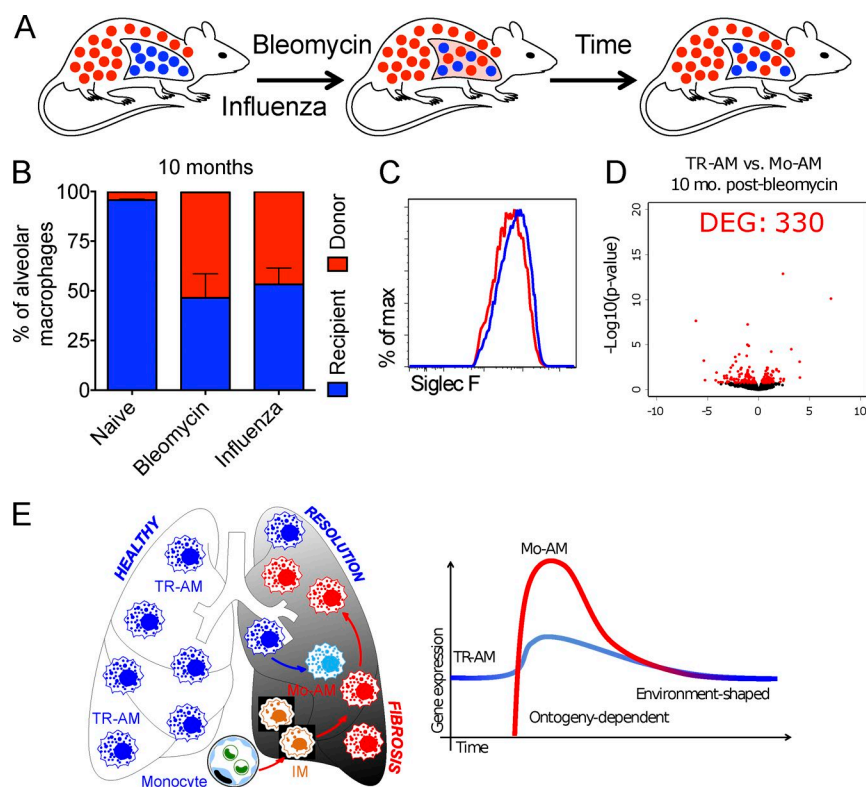 A
Bleomycin
Influenza
Time
B
10 months
% of alveolar
macrophages
100
75
50
25
0
Naive
Bleomycin
Influenza
Recipient
Donor
C
% of max
Siglec F
D
TR-AM vs. Mo-AM
10 mo. post-bleomycin
DEG: 330
-Log10(p-value)
20
15
10
5
0
-10
-5
0
5
10
E
HEALTHY
RESOLUTION
TR-AM
Mo-AM
TR-AM
FIBROSIS
Monocyte
IM
Gene expression
Mo-AM
TR-AM
Environment-shaped
Ontogeny-dependent
Time